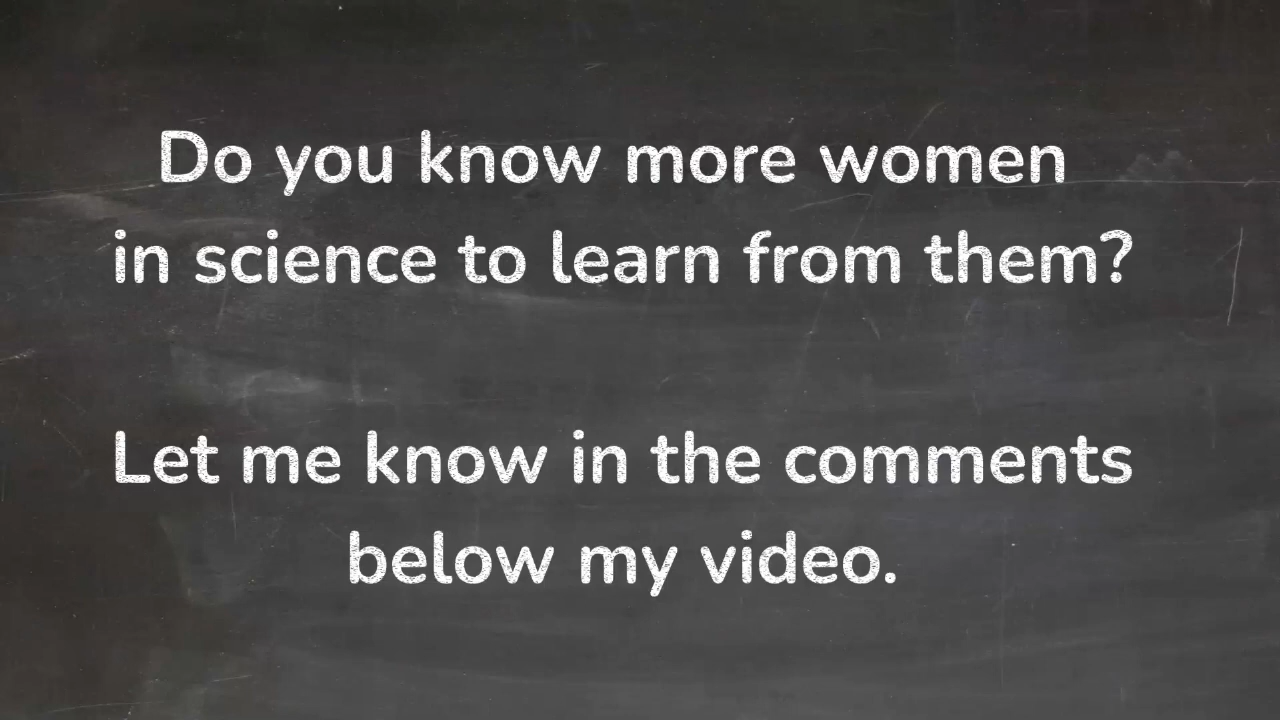 Do you know more women
in science to learn from them?
Let me know in the comments
below my video.